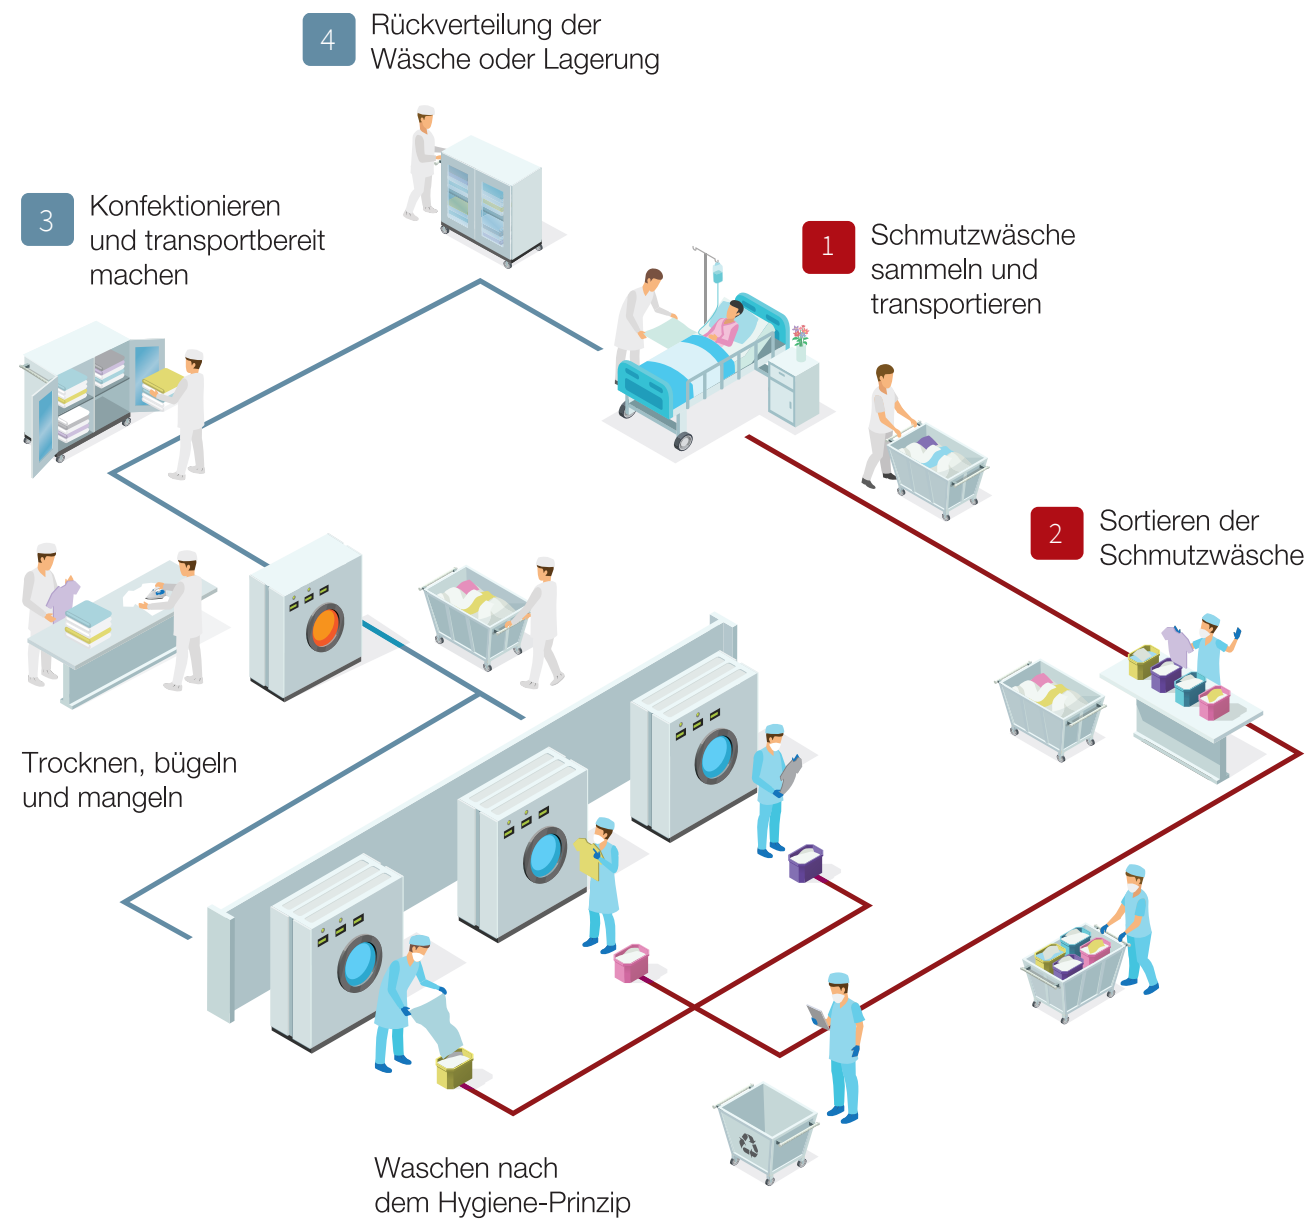 4
Rückverteilung der
Wäsche oder Lagerung
3
Konfektionieren
und transportbereit
machen
1
Schmutzwäsche
sammeln und
transportieren
2
Sortieren der
Schmutzwäsche
Trocknen, bügeln
und mangeln
Waschen nach
dem Hygiene-Prinzip